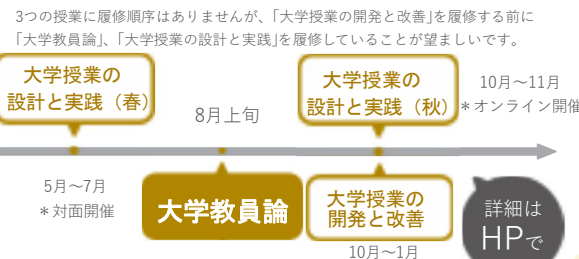 3つの授業に履修順序はありませんが、「大学授業の開発と改善」を履修する前に
「大学教員論」、「大学授業の設計と実践」を履修していることが望ましいです。
大学授業の
設計と実践（春）
8月上旬
大学授業の
設計と実践（秋）
10月〜11月
＊オンライン開催
5月〜7月
＊対面開催
大学教員論
大学授業の
開発と改善
10月〜1月
詳細は
HPで